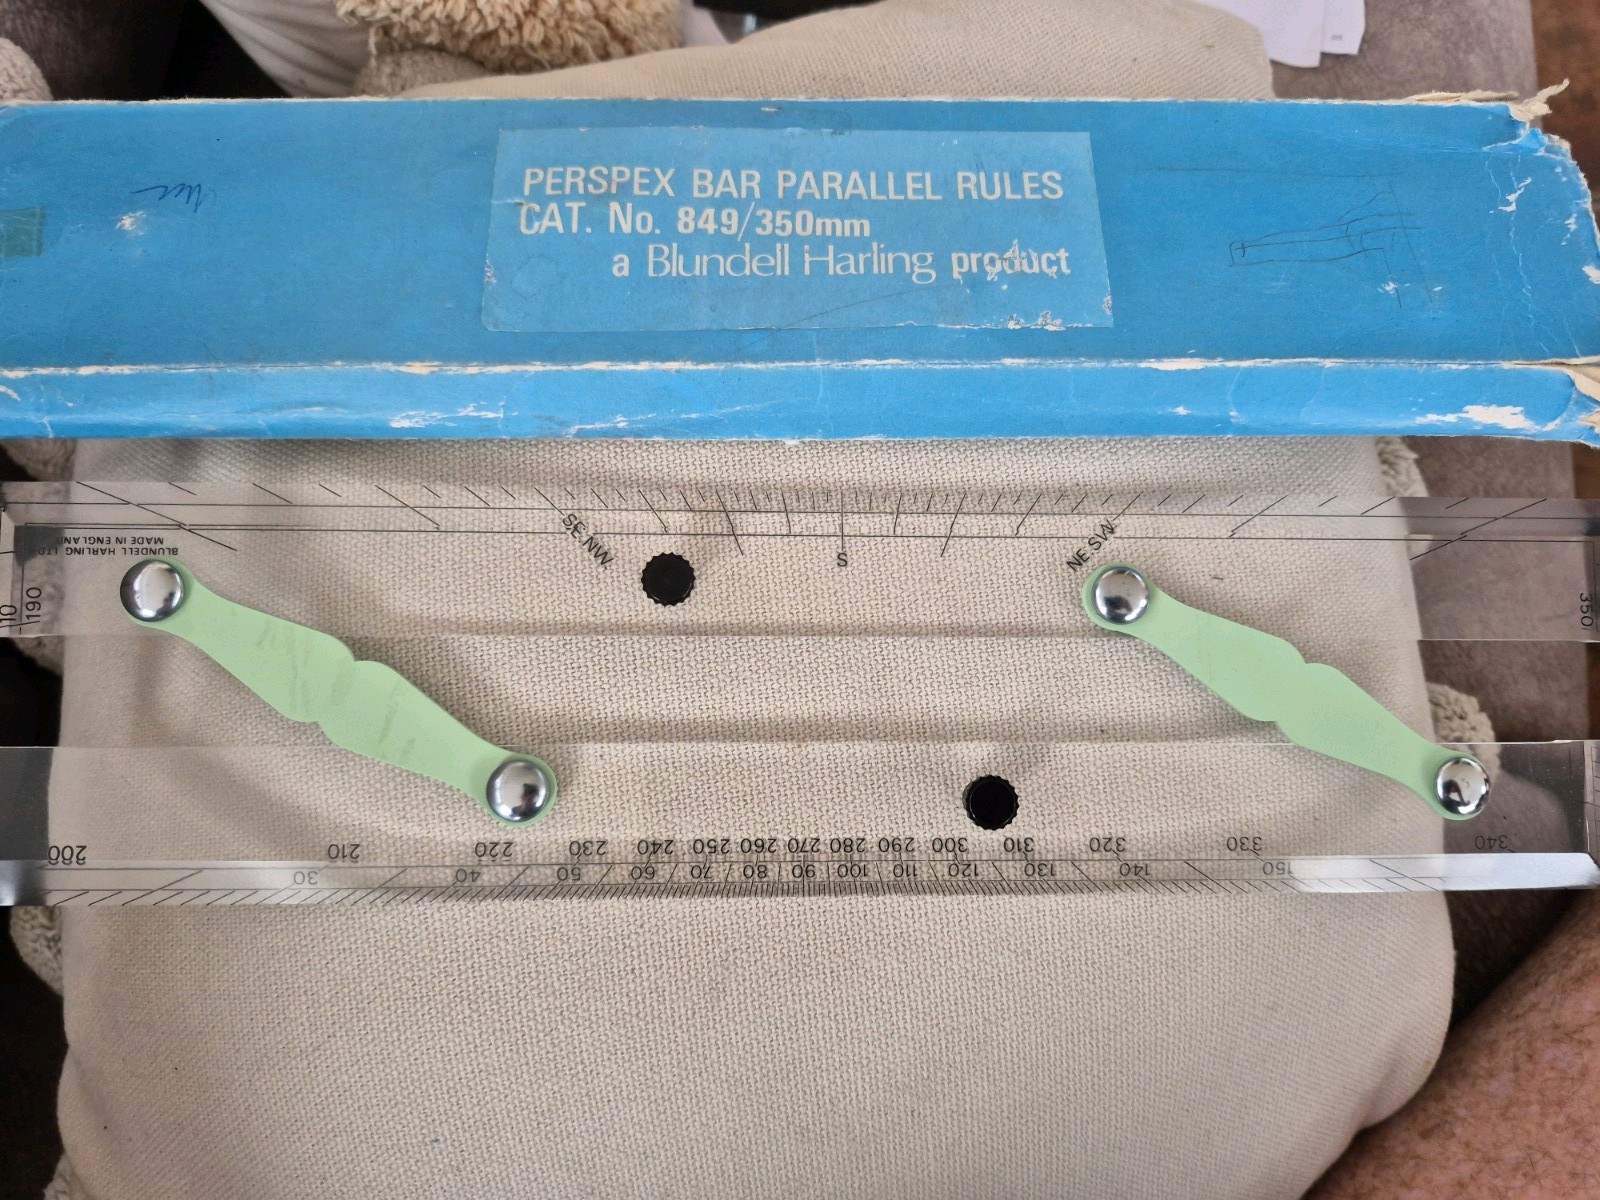 PERSPEX BAR PARALLEL RULES
CAT. No. 849/350mm
a Blundell Harling product
BLUNDELL HARLING LTD
MADE IN ENGLAND
SE.NW.
S
NE.SW.
10 190
350
200 210 220 230 240 250 260 270 280 290 300 310 320 330 340
30 40 50 60 70 80 90 100 110 120 130 140 150